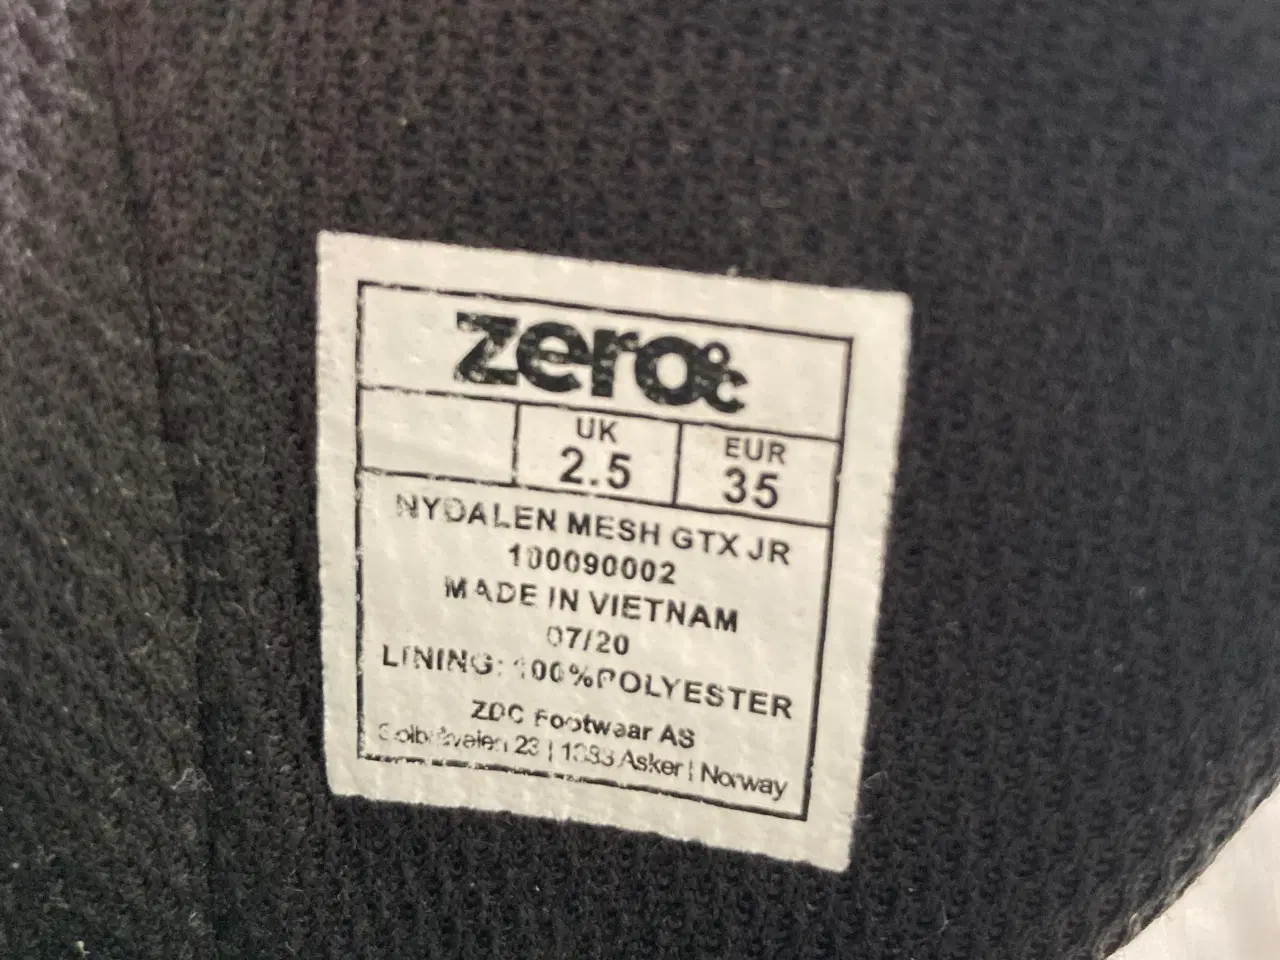 zero°c
UK EUR
2.5 35
NYDALEN MESH GTX JR
100090002
MADE IN VIETNAM
07/20
LINING: 100%POLYESTER
ZDC Footwear AS
23 | 1383 Asker | Norway